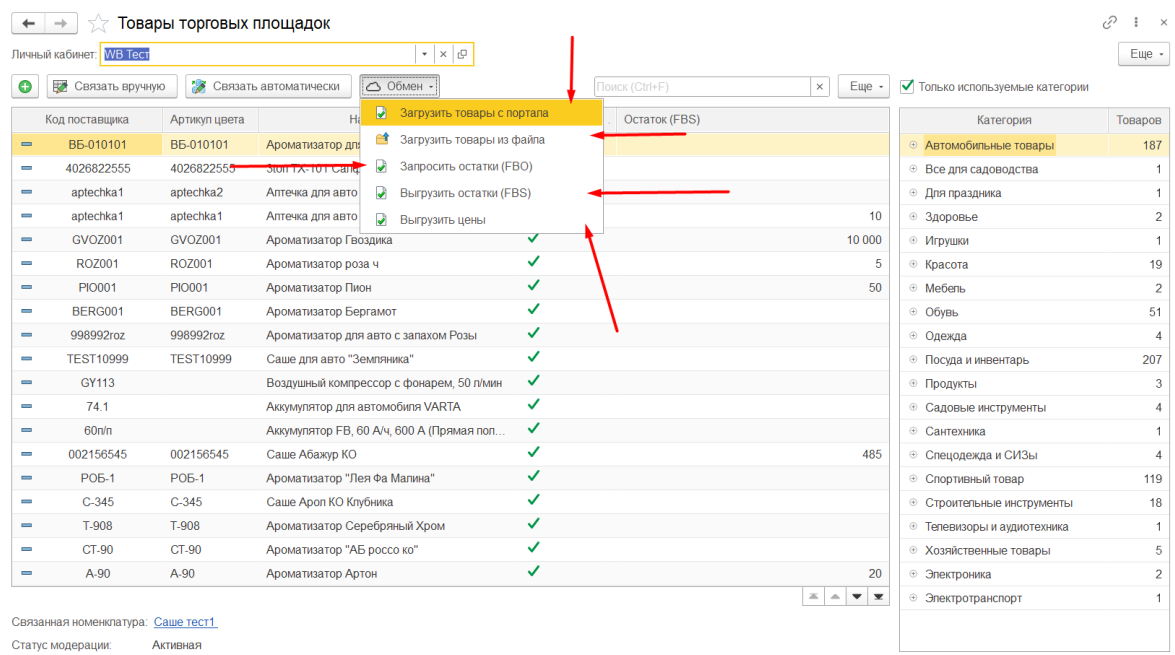 Товары торговых площадок
Личный кабинет: WB Тест
Еще
Связать вручную Связать автоматически Обмен Поиск (Ctrl+F) Еще Только используемые категории
Код поставщика Артикул цвета Остаток (FBS) Категория Товаров
Загрузить товары с портала
Загрузить товары из файла
Запросить остатки (FBO)
Выгрузить остатки (FBS)
Выгрузить цены
ВБ-010101 ВБ-010101 Ароматизатор Автомобильные товары 187
4026822555 4026822555 Все для садоводства 1
aptechka1 aptechka2 Аптечка для авто Для праздника 1
aptechka1 aptechka1 Аптечка для авто 10 Здоровье 2
GVOZ001 GVOZ001 Ароматизатор Гвоздика 10 000 Игрушки 1
ROZ001 ROZ001 Ароматизатор роза ч 5 Красота 19
PIO001 PIO001 Ароматизатор Пион 50 Мебель 2
BERG001 BERG001 Ароматизатор Бергамот Обувь 51
998992roz 998992roz Ароматизатор для авто с запахом Розы Одежда 4
TEST10999 TEST10999 Саше для авто "Земляника" Посуда и инвентарь 207
GY113 Воздушный компрессор с фонарем, 50 л/мин Продукты 3
74.1 Аккумулятор для автомобиля VARTA Садовые инструменты 4
60п/п Аккумулятор FB, 60 А/ч, 600 А (Прямая пол... Сантехника 1
002156545 002156545 Саше Абажур КО 485 Спецодежда и СИЗы 4
РОБ-1 РОБ-1 Ароматизатор "Лея Фа Малина" Спортивный товар 119
С-345 С-345 Саше Арол КО Клубника Строительные инструменты 18
Т-908 Т-908 Ароматизатор Серебряный Хром Телевизоры и аудиотехника 1
СТ-90 СТ-90 Ароматизатор "АБ россо ко" Хозяйственные товары 5
А-90 А-90 Ароматизатор Артон 20 Электроника 2
Электротранспорт 1
Связанная номенклатура: Саше тест1
Статус модерации: Активная